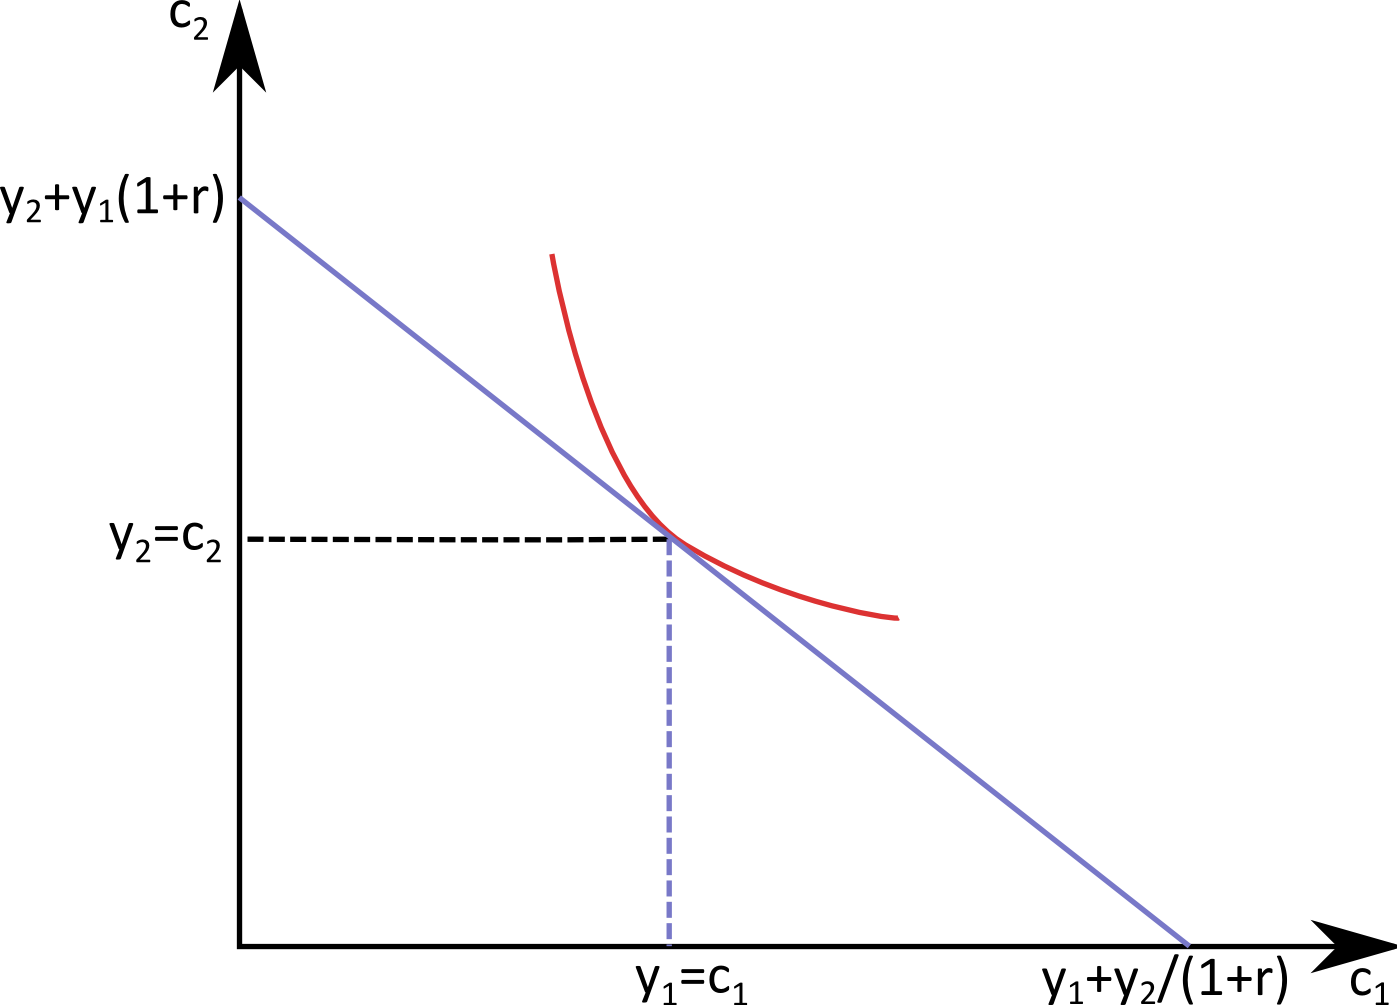 c₂
y₂+y₁(1+r)
y₂=c₂
y₁=c₁
y₁+y₂/(1+r)
c₁